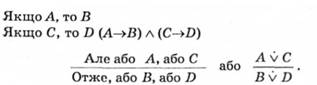 Якщо A, то B
Якщо C, то D (A→B) ∧ (C→D)
Але або A, або C
Отже, або B, або D
або
A ∨̇ C
B ∨̇ D.